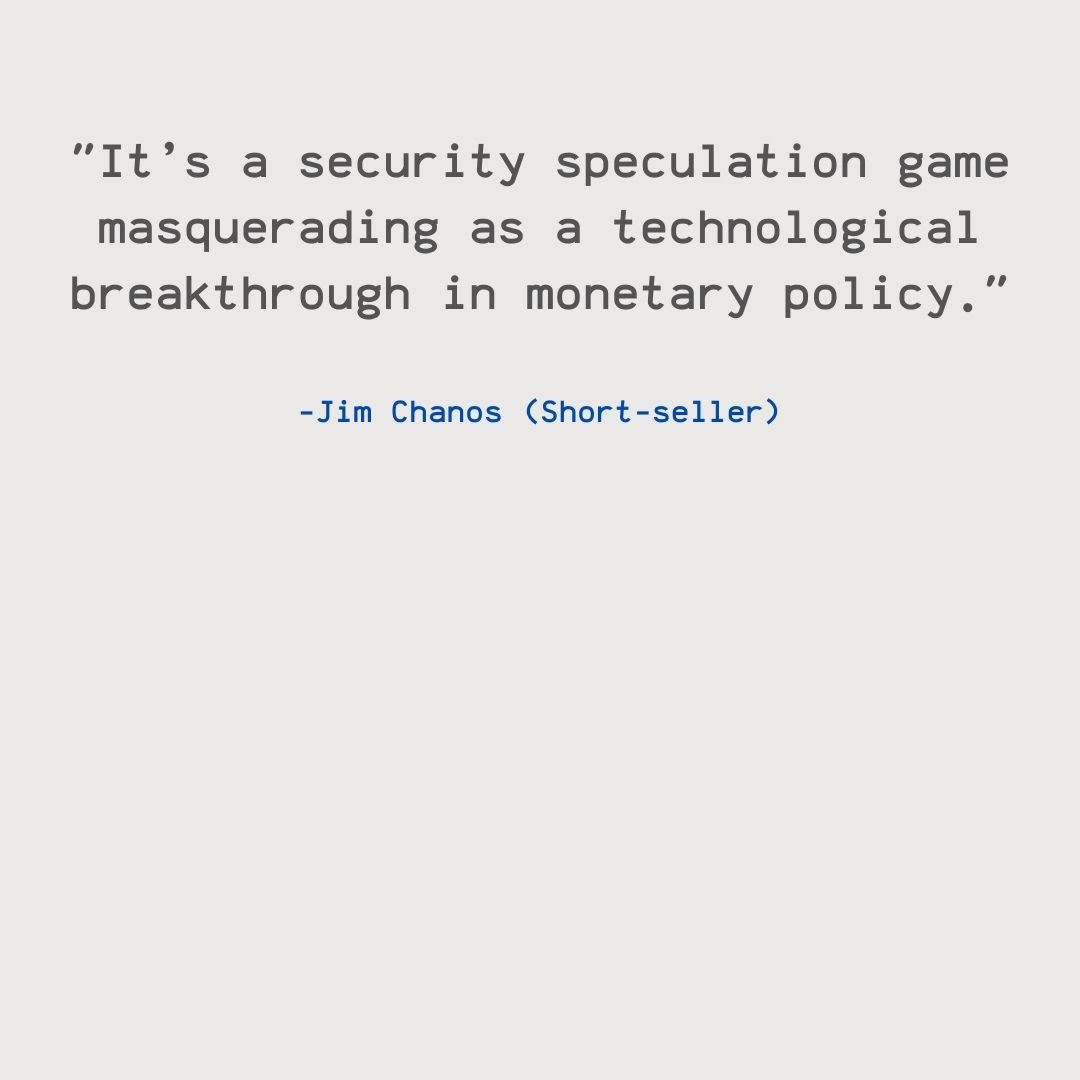 "It’s a security speculation game
masquerading as a technological
breakthrough in monetary policy."
-Jim Chanos (Short-seller)